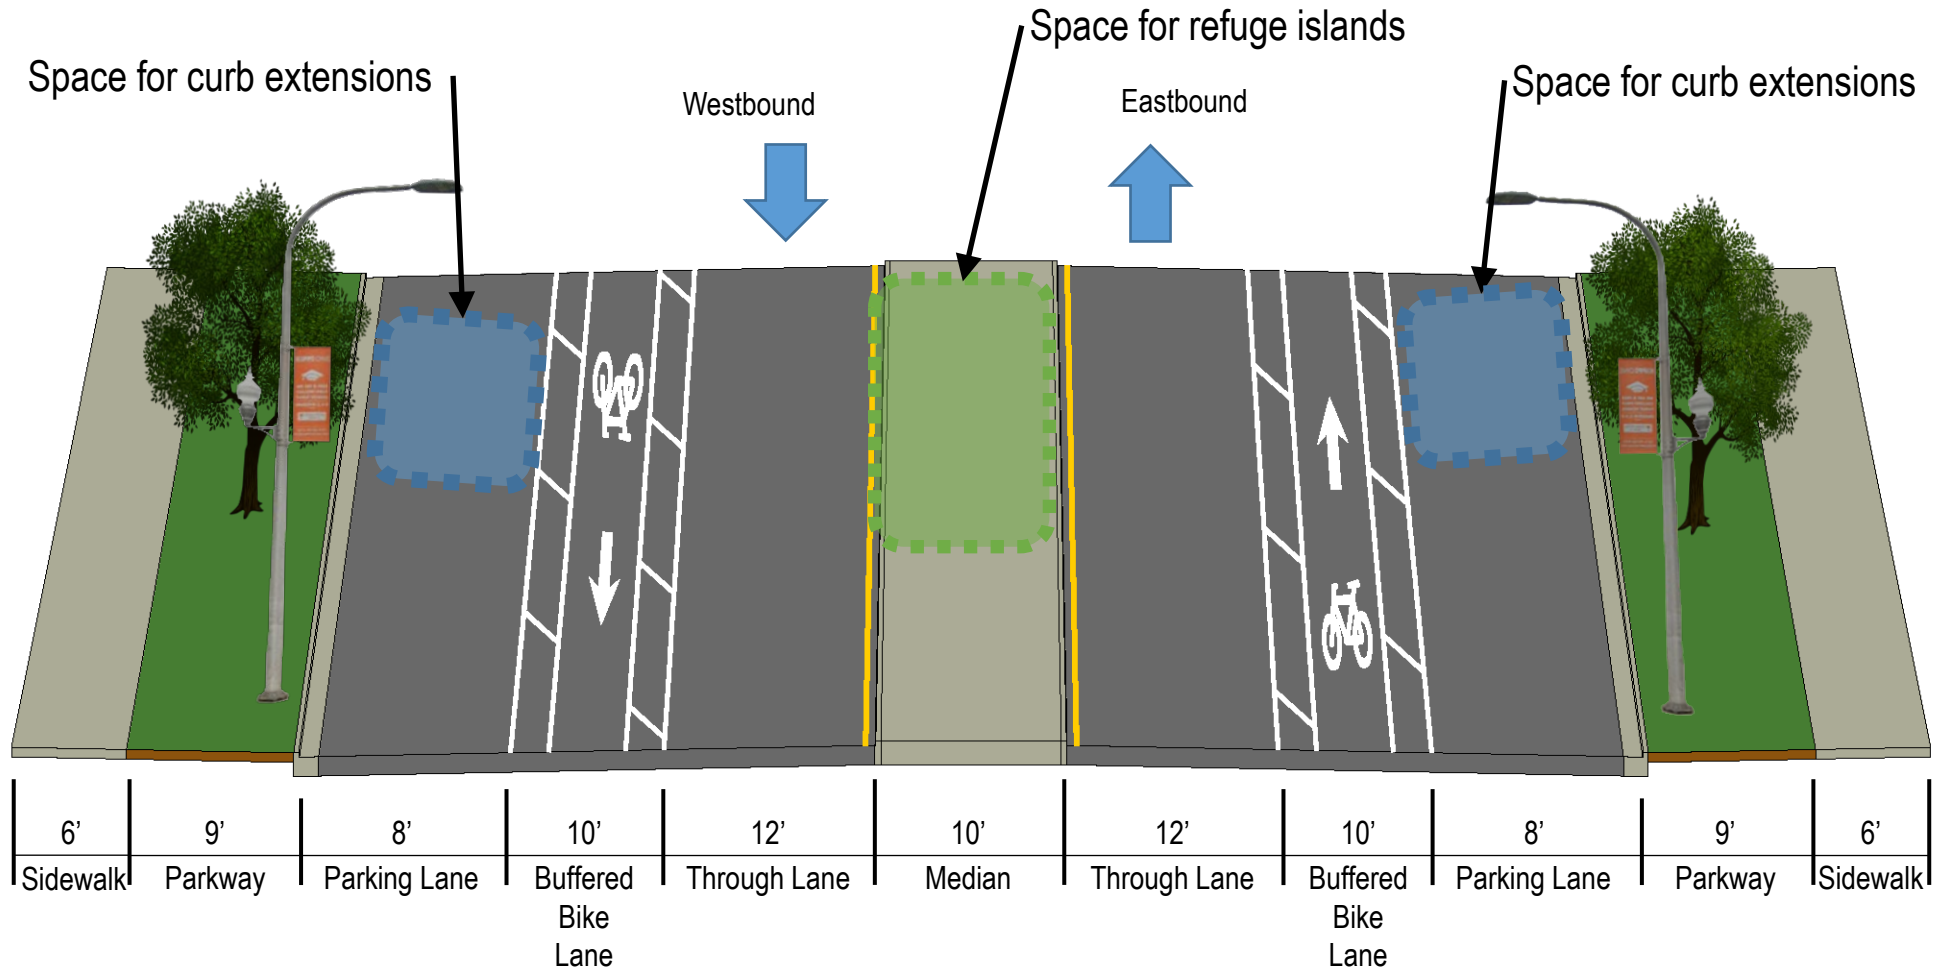 Space for refuge islands
Space for curb extensions
Space for curb extensions
Westbound
Eastbound
6’ 9’ 8’ 10’ 12’ 10’ 12’ 10’ 8’ 9’ 6’
Sidewalk Parkway Parking Lane Buffered Through Lane Median Through Lane Buffered Parking Lane Parkway Sidewalk
Bike Bike
Lane Lane